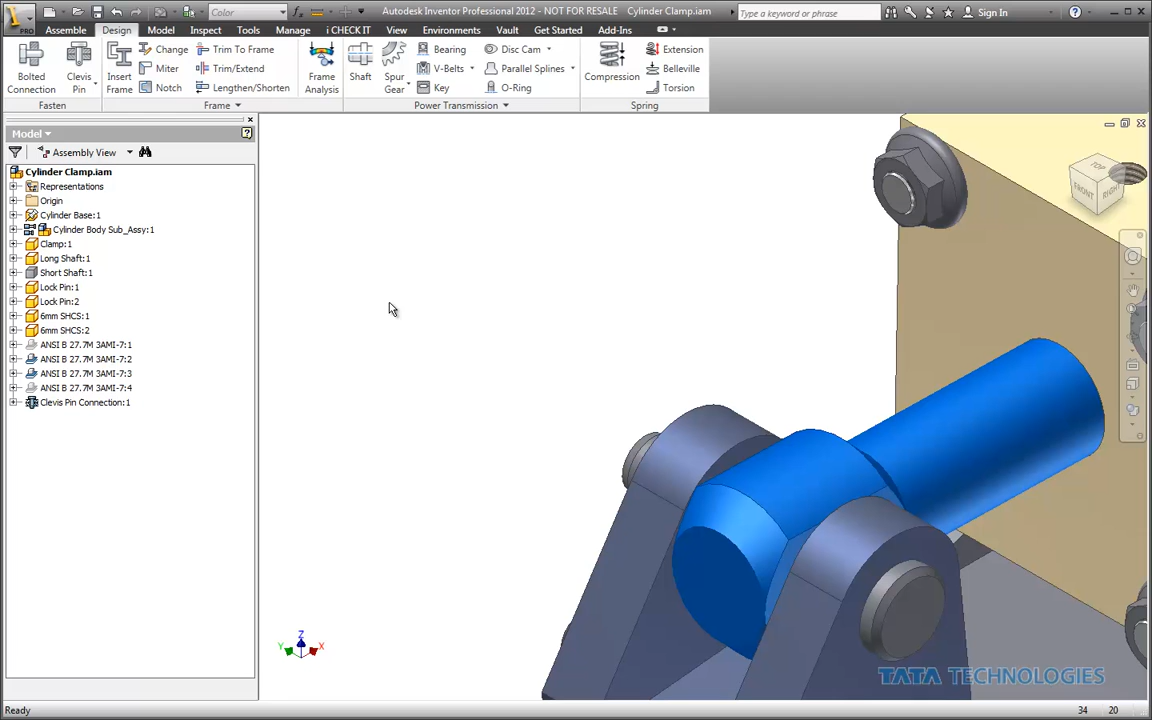 PRO
Color
Autodesk Inventor Professional 2012 - NOT FOR RESALE Cylinder Clamp.iam
Type a keyword or phrase
Sign In
Assemble Design Model Inspect Tools Manage i CHECK IT View Environments Vault Get Started Add-Ins
Bolted Connection
Clevis Pin
Insert Frame
Change
Miter
Notch
Trim To Frame
Trim/Extend
Lengthen/Shorten
Frame Analysis
Shaft
Spur Gear
Bearing
V-Belts
Key
Disc Cam
Parallel Splines
O-Ring
Compression
Extension
Belleville
Torsion
Fasten Frame Power Transmission Spring
Model
Assembly View
Cylinder Clamp.iam
Representations
Origin
Cylinder Base:1
Cylinder Body Sub_Assy:1
Clamp:1
Long Shaft:1
Short Shaft:1
Lock Pin:1
Lock Pin:2
6mm SHCS:1
6mm SHCS:2
ANSI B 27.7M 3AMI-7:1
ANSI B 27.7M 3AMI-7:2
ANSI B 27.7M 3AMI-7:3
ANSI B 27.7M 3AMI-7:4
Clevis Pin Connection:1
TOP
FRONT RIGHT
Z
Y X
TATA TECHNOLOGIES
Ready 34 20